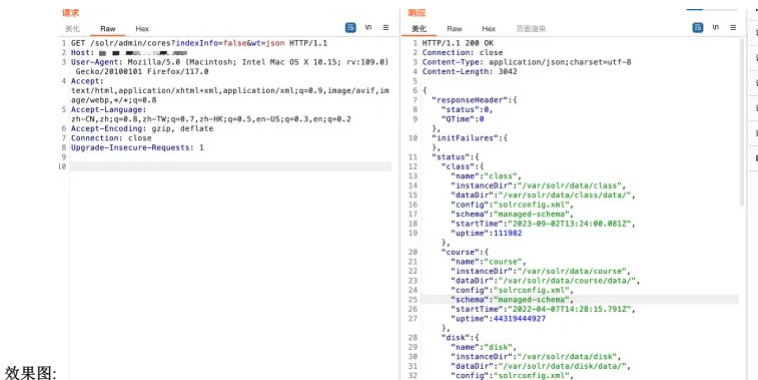 请求
美化 Raw Hex \n
1 GET /solr/admin/cores?indexInfo=false&wt=json HTTP/1.1
2 Host:
3 User-Agent: Mozilla/5.0 (Macintosh; Intel Mac OS X 10.15; rv:109.0)
Gecko/20100101 Firefox/117.0
4 Accept:
text/html,application/xhtml+xml,application/xml;q=0.9,image/avif,im
age/webp,*/*;q=0.8
5 Accept-Language:
zh-CN,zh;q=0.8,zh-TW;q=0.7,zh-HK;q=0.5,en-US;q=0.3,en;q=0.2
6 Accept-Encoding: gzip, deflate
7 Connection: close
8 Upgrade-Insecure-Requests: 1
9
10
响应
美化 Raw Hex 页面渲染 \n
1 HTTP/1.1 200 OK
2 Connection: close
3 Content-Type: application/json;charset=utf-8
4 Content-Length: 3042
5
6 {
7 "responseHeader":{
8 "status":0,
9 "QTime":0
},
10 "initFailures":{
},
11 "status":{
12 "class":{
13 "name":"class",
14 "instanceDir":"/var/solr/data/class",
15 "dataDir":"/var/solr/data/class/data/",
16 "config":"solrconfig.xml",
17 "schema":"managed-schema",
18 "startTime":"2023-09-02T13:24:00.081Z",
19 "uptime":111982
},
20 "course":{
21 "name":"course",
22 "instanceDir":"/var/solr/data/course",
23 "dataDir":"/var/solr/data/course/data/",
24 "config":"solrconfig.xml",
25 "schema":"managed-schema",
26 "startTime":"2022-04-07T14:28:15.791Z",
27 "uptime":44319444927
},
28 "disk":{
29 "name":"disk",
30 "instanceDir":"/var/solr/data/disk",
31 "dataDir":"/var/solr/data/disk/data/",
32 "config":"solrconfig.xml",
效果图: